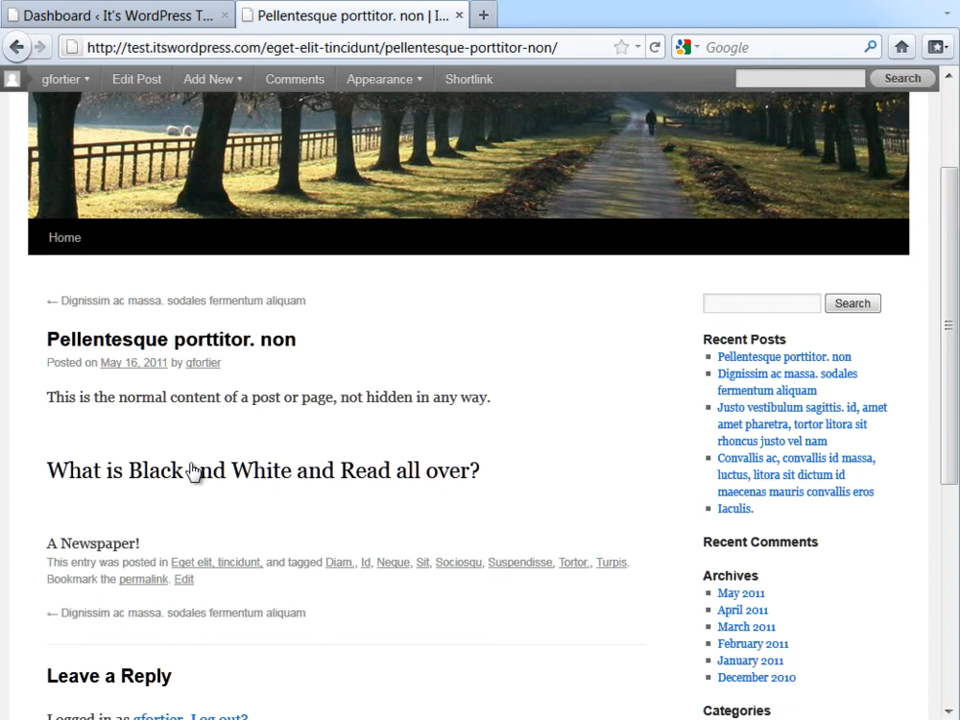 Dashboard ‹ It's WordPress T...
Pellentesque porttitor. non | I...
http://test.itswordpress.com/eget-elit-tincidunt/pellentesque-porttitor-non/
Google
gfortier
Edit Post
Add New
Comments
Appearance
Shortlink
Search
Home
← Dignissim ac massa. sodales fermentum aliquam
Pellentesque porttitor. non
Posted on May 16, 2011 by gfortier
This is the normal content of a post or page, not hidden in any way.
What is Black and White and Read all over?
A Newspaper!
This entry was posted in Eget elit, tincidunt, and tagged Diam., Id, Neque, Sit, Sociosqu, Suspendisse, Tortor., Turpis.
Bookmark the permalink. Edit
← Dignissim ac massa. sodales fermentum aliquam
Leave a Reply
Logged in as gfortier. Log out?
Search
Recent Posts
Pellentesque porttitor. non
Dignissim ac massa. sodales
fermentum aliquam
Justo vestibulum sagittis. id, amet
amet pharetra, tortor litora sit
rhoncus justo vel nam
Convallis ac, convallis id massa,
luctus, litora sit dictum id
maecenas mauris convallis eros
Iaculis.
Recent Comments
Archives
May 2011
April 2011
March 2011
February 2011
January 2011
December 2010
Categories